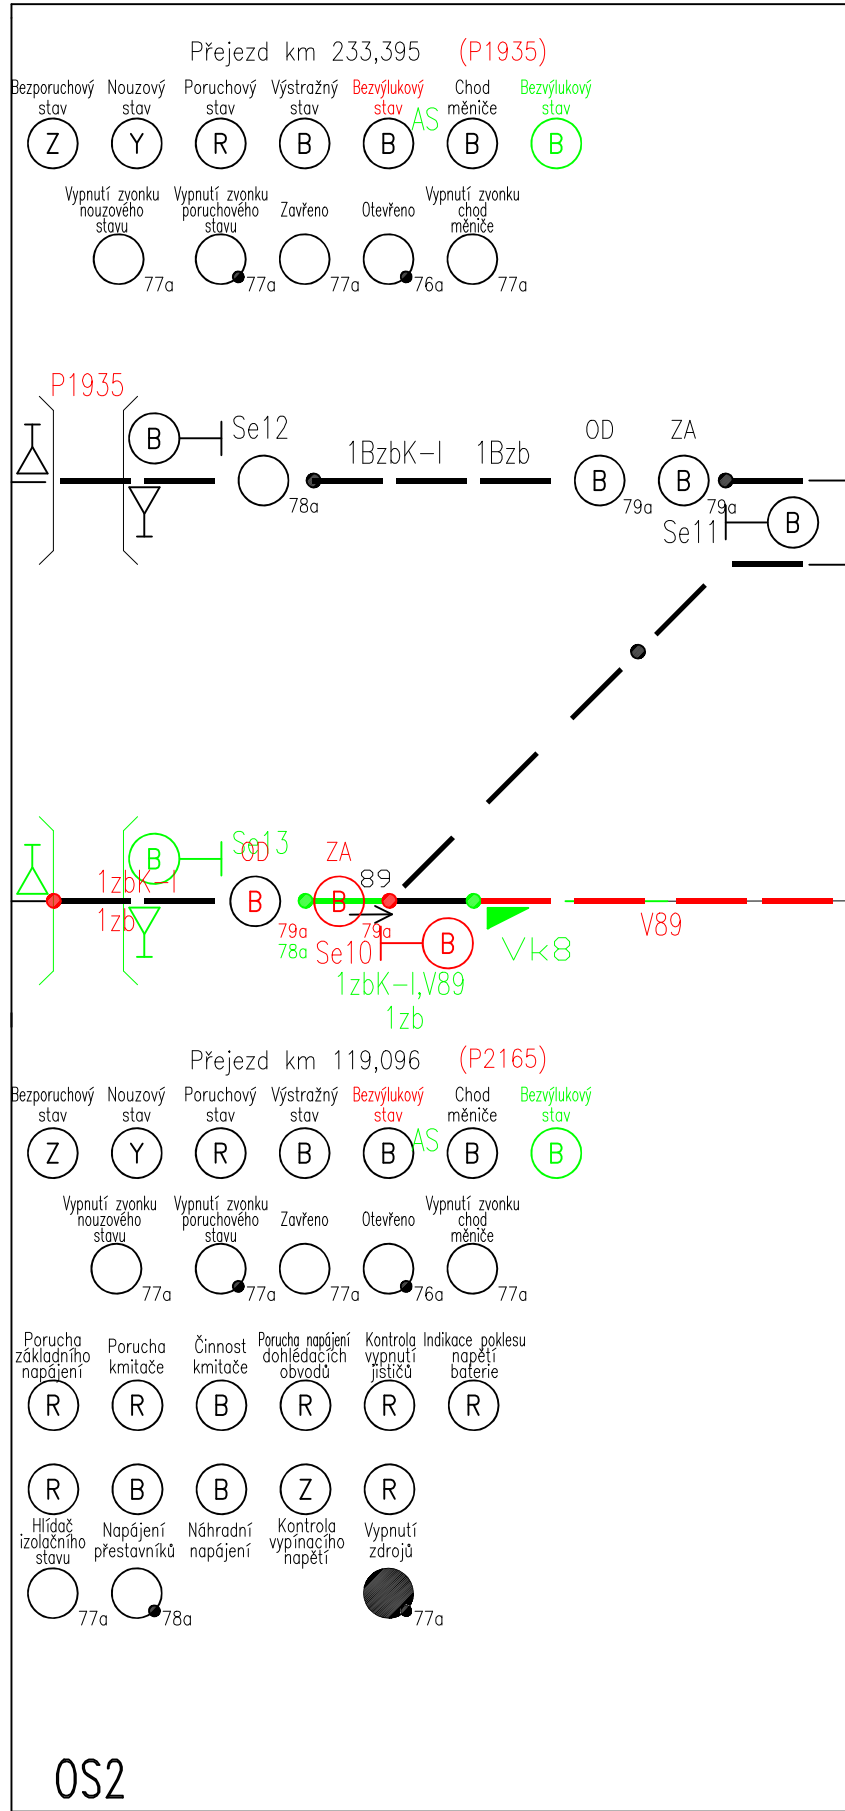 Přejezd km 233,395 (P1935)
Bezporuchový stav
Nouzový stav
Poruchový stav
Výstražný stav
Bezvýlukový stav
AS
Chod měniče
Bezvýlukový stav
Z Y R B B B B
Vypnutí zvonku nouzového stavu
Vypnutí zvonku poruchového stavu
Zavřeno
Otevřeno
Vypnutí zvonku chod měniče
77a 77a 77a 76a 77a
P1935
B
Se12
78a
1BzbK-I
1Bzb
OD
B
79a
ZA
B
79a
Se11
B
B
Se13
1zbK-I
1zb
OD
B
79a
78a
ZA
B
79a
89
Se10
B
Vk8
V89
1zbK-I,V89
1zb
Přejezd km 119,096 (P2165)
Bezporuchový stav
Nouzový stav
Poruchový stav
Výstražný stav
Bezvýlukový stav
AS
Chod měniče
Bezvýlukový stav
Z Y R B B B B
Vypnutí zvonku nouzového stavu
Vypnutí zvonku poruchového stavu
Zavřeno
Otevřeno
Vypnutí zvonku chod měniče
77a 77a 77a 76a 77a
Porucha základního napájení
Porucha kmitače
Činnost kmitače
Porucha napájení dohlédacích obvodů
Kontrola vypnutí jističů
Indikace poklesu napětí baterie
R R B R R R
R B B Z R
Hlídač izolačního stavu
Napájení přestavníků
Náhradní napájení
Kontrola vypínacího napětí
Vypnutí zdrojů
77a 78a 77a
OS2